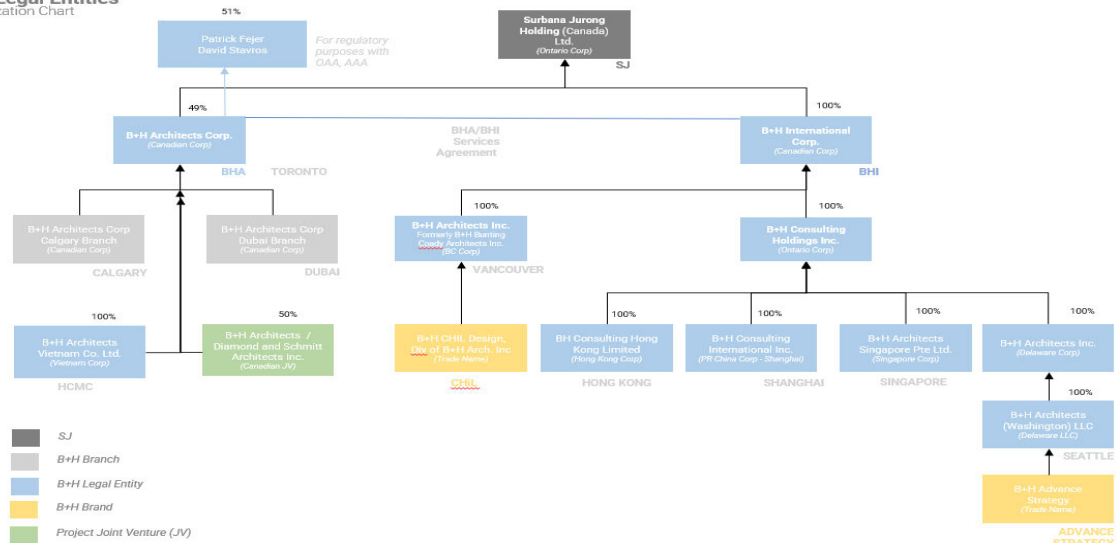 Legal Entities
zation Chart
51%
Patrick Fejer
David Stavros
For regulatory
purposes with
OAA, AAA
Surbana Jurong
Holding (Canada)
Ltd.
(Ontario Corp)
SJ
49%
B+H Architects Corp.
(Canadian Corp)
BHA
TORONTO
BHA/BHI
Services
Agreement
100%
B+H International
Corp.
(Canadian Corp)
BHI
B+H Architects Corp
Calgary Branch
(Canadian Corp)
CALGARY
B+H Architects Corp
Dubai Branch
(Canadian Corp)
DUBAI
100%
B+H Architects Inc.
Formerly B+H Bunting
Coady Architects Inc.
(BC Corp)
VANCOUVER
100%
B+H Consulting
Holdings Inc.
(Ontario Corp)
100%
B+H Architects
Vietnam Co. Ltd.
(Vietnam Corp)
HCMC
50%
B+H Architects /
Diamond and Schmitt
Architects Inc.
(Canadian JV)
B+H CHIL Design,
Div of B+H Arch. Inc
(Trade Name)
CHIL
100%
BH Consulting Hong
Kong Limited
(Hong Kong Corp)
HONG KONG
100%
B+H Consulting
International Inc.
(PR China Corp - Shanghai)
SHANGHAI
100%
B+H Architects
Singapore Pte Ltd.
(Singapore Corp)
SINGAPORE
100%
B+H Architects Inc.
(Delaware Corp)
100%
B+H Architects
(Washington) LLC
(Delaware LLC)
SEATTLE
B+H Advance
Strategy
(Trade Name)
ADVANCE
STRATEGY
SJ
B+H Branch
B+H Legal Entity
B+H Brand
Project Joint Venture (JV)